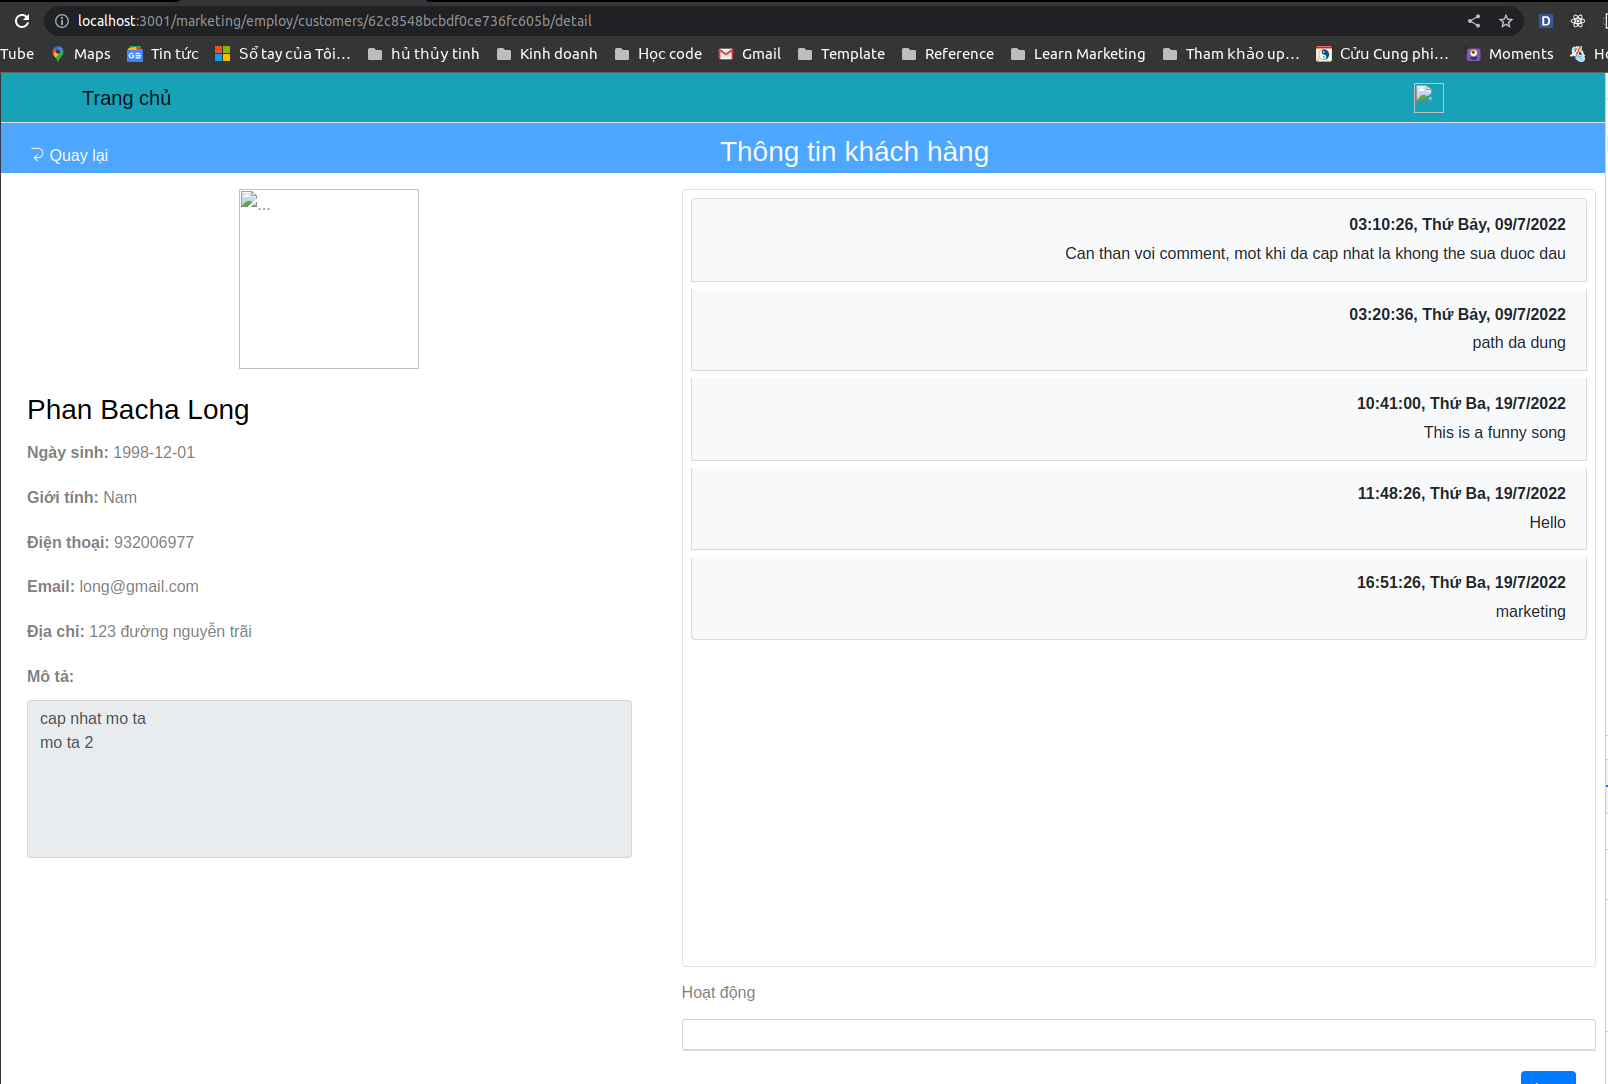 localhost:3001/marketing/employ/customers/62c8548bcbdf0ce736fc605b/detail
Tube Maps Tin tức Sổ tay của Tôi... hủ thủy tinh Kinh doanh Học code Gmail Template Reference Learn Marketing Tham khảo up... Cửu Cung phi... Moments
Trang chủ
Quay lại
Thông tin khách hàng
...
Phan Bacha Long
Ngày sinh: 1998-12-01
Giới tính: Nam
Điện thoại: 932006977
Email: long@gmail.com
Địa chỉ: 123 đường nguyễn trãi
Mô tả:
cap nhat mo ta
mo ta 2
03:10:26, Thứ Bảy, 09/7/2022
Can than voi comment, mot khi da cap nhat la khong the sua duoc dau
03:20:36, Thứ Bảy, 09/7/2022
path da dung
10:41:00, Thứ Ba, 19/7/2022
This is a funny song
11:48:26, Thứ Ba, 19/7/2022
Hello
16:51:26, Thứ Ba, 19/7/2022
marketing
Hoạt động